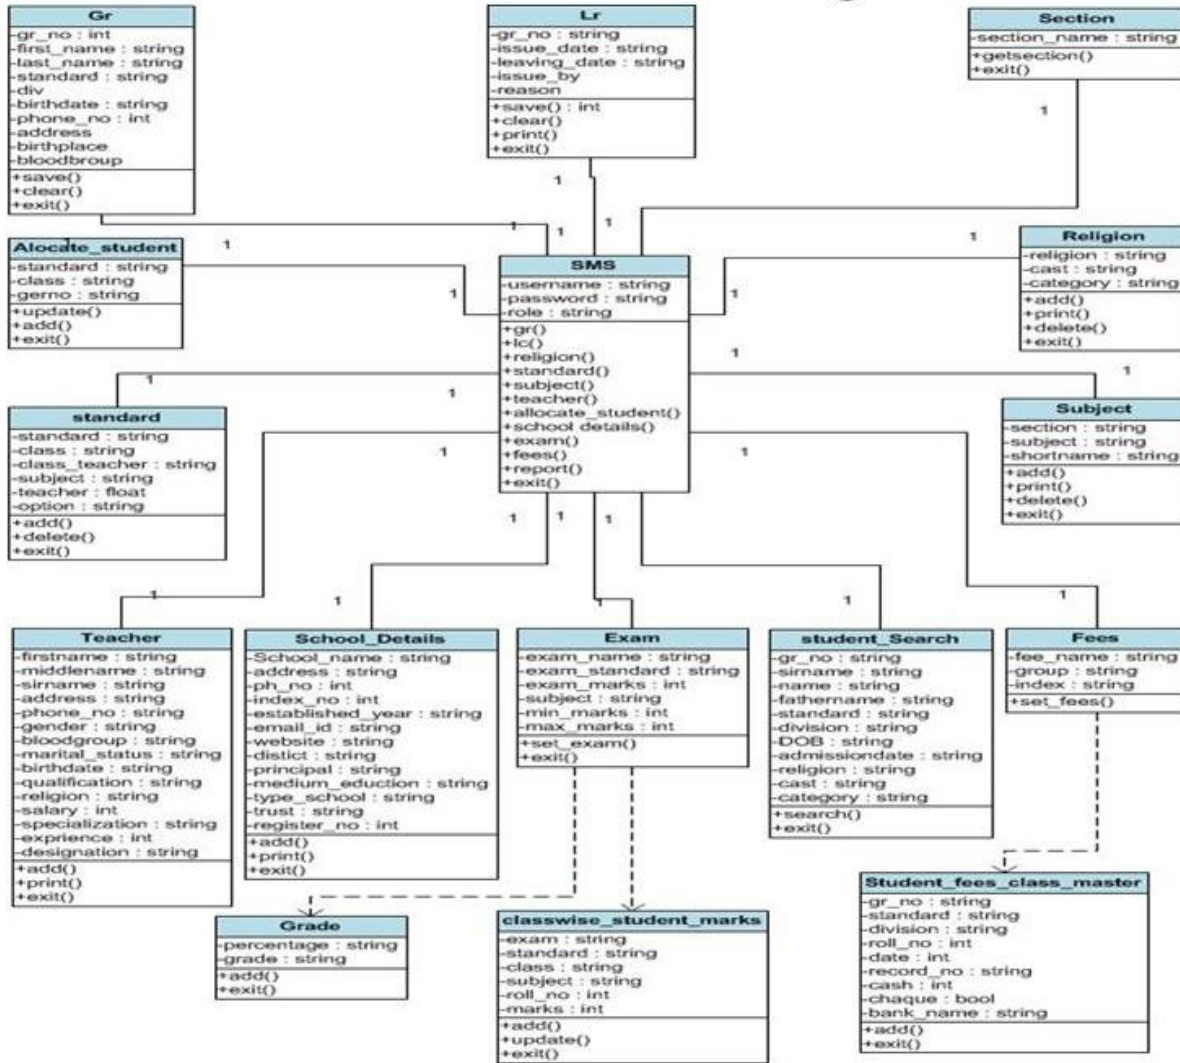 Gr
-gr_no : int
-first_name : string
-last_name : string
-standard : string
-div
-birthdate : string
-phone_no : int
-address
-birthplace
-bloodbroup
+save()
+clear()
+exit()
Lr
-gr_no : string
-issue_date : string
-leaving_date : string
-issue_by
-reason
+save() : int
+clear()
+print()
+exit()
Section
-section_name : string
+getsection()
+exit()
1
1
1
1
1
1
1
1
1
Alocate_student
-standard : string
-class : string
-gerno : string
+update()
+add()
+exit()
SMS
-username : string
-password : string
-role : string
+gr()
+lc()
+religion()
+standard()
+subject()
+teacher()
+allocate_student()
+school details()
+exam()
+fees()
+report()
+exit()
Religion
-religion : string
-cast : string
-category : string
+add()
+print()
+delete()
+exit()
1
1
1
1
1
1
1
1
standard
-standard : string
-class : string
-class_teacher : string
-subject : string
-teacher : float
-option : string
+add()
+delete()
+exit()
Subject
-section : string
-subject : string
-shortname : string
+add()
+print()
+delete()
+exit()
1
1
1
1
1
1
1
1
Teacher
-firstname : string
-middlename : string
-sirname : string
-address : string
-phone_no : string
-gender : string
-bloodgroup : string
-marital_status : string
-birthdate : string
-qualification : string
-religion : string
-salary : int
-specialization : string
-exprience : int
-designation : string
+add()
+print()
+exit()
School_Details
-School_name : string
-address : string
-ph_no : int
-index_no : int
-established_year : string
-email_id : string
-website : string
-distict : string
-principal : string
-medium_eduction : string
-type_school : string
-trust : string
-register_no : int
+add()
+print()
+exit()
Exam
-exam_name : string
-exam_standard : string
-exam_marks : int
-subject : string
-min_marks : int
-max_marks : int
+set_exam()
+exit()
student_Search
-gr_no : string
-sirname : string
-name : string
-fathername : string
-standard : string
-division : string
-DOB : string
-admissiondate : string
-religion : string
-cast : string
-category : string
+search()
+exit()
Fees
-fee_name : string
-group : string
-index : string
+set_fees()
Grade
-percentage : string
-grade : string
+add()
+exit()
classwise_student_marks
-exam : string
-standard : string
-class : string
-subject : string
-roll_no : int
-marks : int
+add()
+update()
+exit()
Student_fees_class_master
-gr_no : string
-standard : string
-division : string
-roll_no : int
-date : int
-record_no : string
-cash : int
-chaque : bool
-bank_name : string
+add()
+exit()